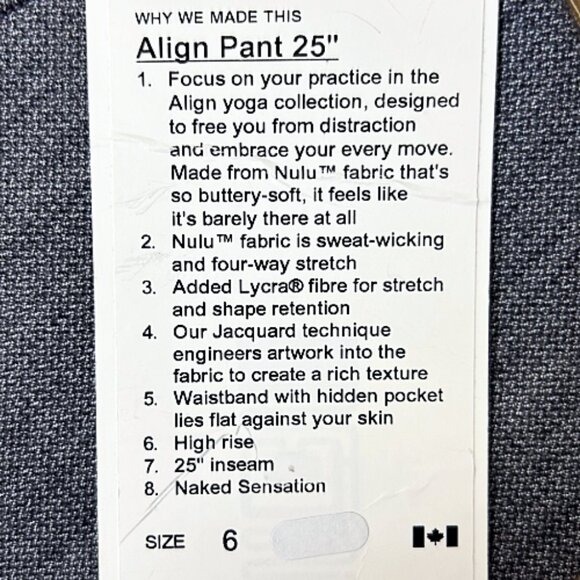 WHY WE MADE THIS
Align Pant 25"
1. Focus on your practice in the
Align yoga collection, designed
to free you from distraction
and embrace your every move.
Made from Nulu™ fabric that's
so buttery-soft, it feels like
it's barely there at all
2. Nulu™ fabric is sweat-wicking
and four-way stretch
3. Added Lycra® fibre for stretch
and shape retention
4. Our Jacquard technique
engineers artwork into the
fabric to create a rich texture
5. Waistband with hidden pocket
lies flat against your skin
6. High rise
7. 25" inseam
8. Naked Sensation
SIZE 6